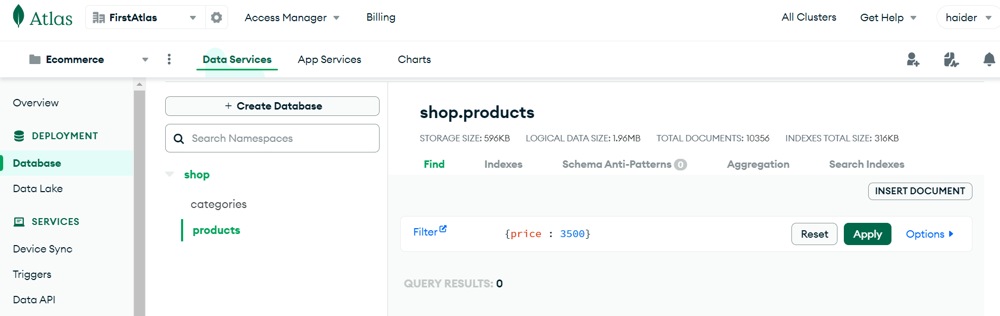 Atlas FirstAtlas Access Manager Billing All Clusters Get Help haider
Ecommerce Data Services App Services Charts
Overview
DEPLOYMENT
Database
Data Lake
SERVICES
Device Sync
Triggers
Data API
+ Create Database
Search Namespaces
shop
categories
products
shop.products
STORAGE SIZE: 596KB LOGICAL DATA SIZE: 1.96MB TOTAL DOCUMENTS: 10356 INDEXES TOTAL SIZE: 316KB
Find Indexes Schema Anti-Patterns 0 Aggregation Search Indexes
INSERT DOCUMENT
Filter {price : 3500} Reset Apply Options
QUERY RESULTS: 0